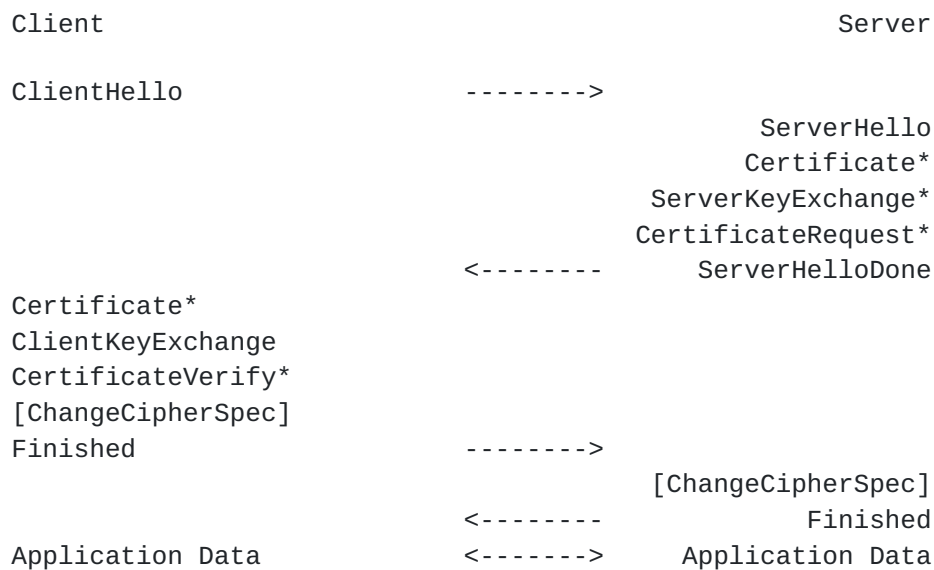 Client                                               Server

ClientHello                  -------->
                                                ServerHello
                                               Certificate*
                                         ServerKeyExchange*
                                        CertificateRequest*
                             <--------      ServerHelloDone
Certificate*
ClientKeyExchange
CertificateVerify*
[ChangeCipherSpec]
Finished                     -------->
                                         [ChangeCipherSpec]
                             <--------             Finished
Application Data             <------->     Application Data